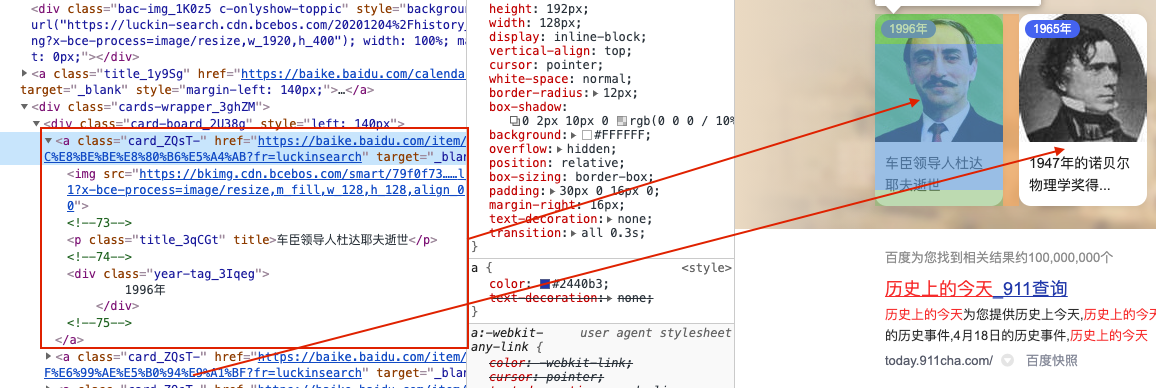 <div class="bac-img_1K0z5 c-onlyshow-toppic" style="backgroun
url("https://luckin-search.cdn.bcebos.com/20201204%2Fhistory_
ng?x-bce-process=image/resize,w_1920,h_400"); width: 100%; ma
t: 0px;"></div>
<a class="title_1y9Sg" href="https://baike.baidu.com/calenda
target="_blank" style="margin-left: 140px;">…</a>
<div class="cards-wrapper_3ghZM">
<div class="card-board_2U38g" style="left: 140px">
<a class="card_ZQsT-" href="https://baike.baidu.com/item/
C%E8%BE%BE%E8%80%B6%E5%A4%AB?fr=luckinsearch" target="_blan
<img src="https://bkimg.cdn.bcebos.com/smart/79f0f73……l
1?x-bce-process=image/resize,m_fill,w_128,h_128,align_0
0">
<!--73-->
<p class="title_3qCGt" title>车臣领导人杜达耶夫逝世</p>
<!--74-->
<div class="year-tag_3Iqeg">
1996年
</div>
<!--75-->
</a>
<a class="card_ZQsT-" href="https://baike.baidu.com/item/
F%E6%99%AE%E5%B0%94%E9%A1%BF?fr=luckinsearch" target="_blan
height: 192px;
width: 128px;
display: inline-block;
vertical-align: top;
cursor: pointer;
white-space: normal;
border-radius: 12px;
box-shadow:
0 2px 10px 0 rgb(0 0 0 / 10%
background: #FFFFFF;
overflow: hidden;
position: relative;
box-sizing: border-box;
padding: 30px 0 16px 0;
margin-right: 16px;
text-decoration: none;
transition: all 0.3s;
}
a { <style>
color: #2440b3;
text-decoration: none;
}
a:-webkit- user agent stylesheet
any-link {
color: -webkit-link;
cursor: pointer;
1996年
车臣领导人杜达
耶夫逝世
1965年
1947年的诺贝尔
物理学奖得...
百度为您找到相关结果约100,000,000个
历史上的今天_911查询
历史上的今天为您提供历史上今天,历史上的今天
的历史事件,4月18日的历史事件,历史上的今天
today.911cha.com/ 百度快照